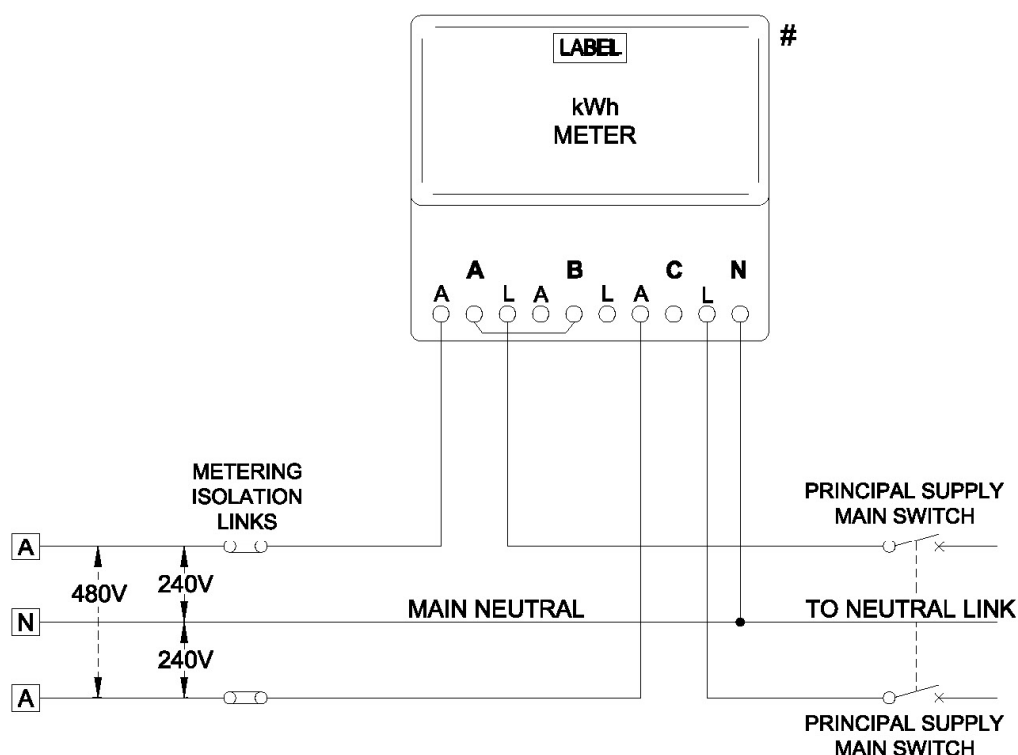 #
LABEL
kWh
METER
A B C N
A L A L A L
METERING
ISOLATION
LINKS
PRINCIPAL SUPPLY
MAIN SWITCH
A
480V
240V
N
MAIN NEUTRAL
TO NEUTRAL LINK
240V
A
PRINCIPAL SUPPLY
MAIN SWITCH